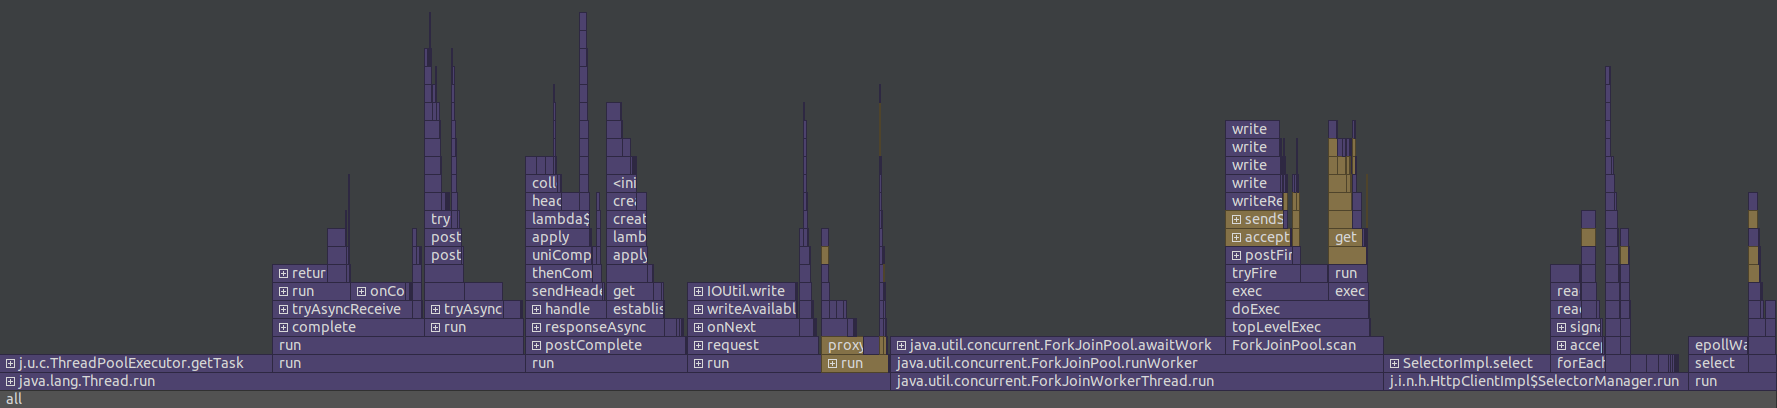 write
write
write
coll <ini write
head crea writeRe
try lambda$ creat sendS
post apply lamb accept get
post uniComp apply postFir
retur thenCom tryFire run rea
run onCo sendHeade get IOUtil.write exec exec rea
tryAsyncReceive tryAsync handle establis writeAvailabl doExec rea
complete run responseAsync onNext topLevelExec signa
run postComplete request proxy java.util.concurrent.ForkJoinPool.awaitWork ForkJoinPool.scan accep epollWa
j.u.c.ThreadPoolExecutor.getTask run run run run java.util.concurrent.ForkJoinPool.runWorker SelectorImpl.select forEach select
java.lang.Thread.run java.util.concurrent.ForkJoinWorkerThread.run j.i.n.h.HttpClientImpl$SelectorManager.run run
all